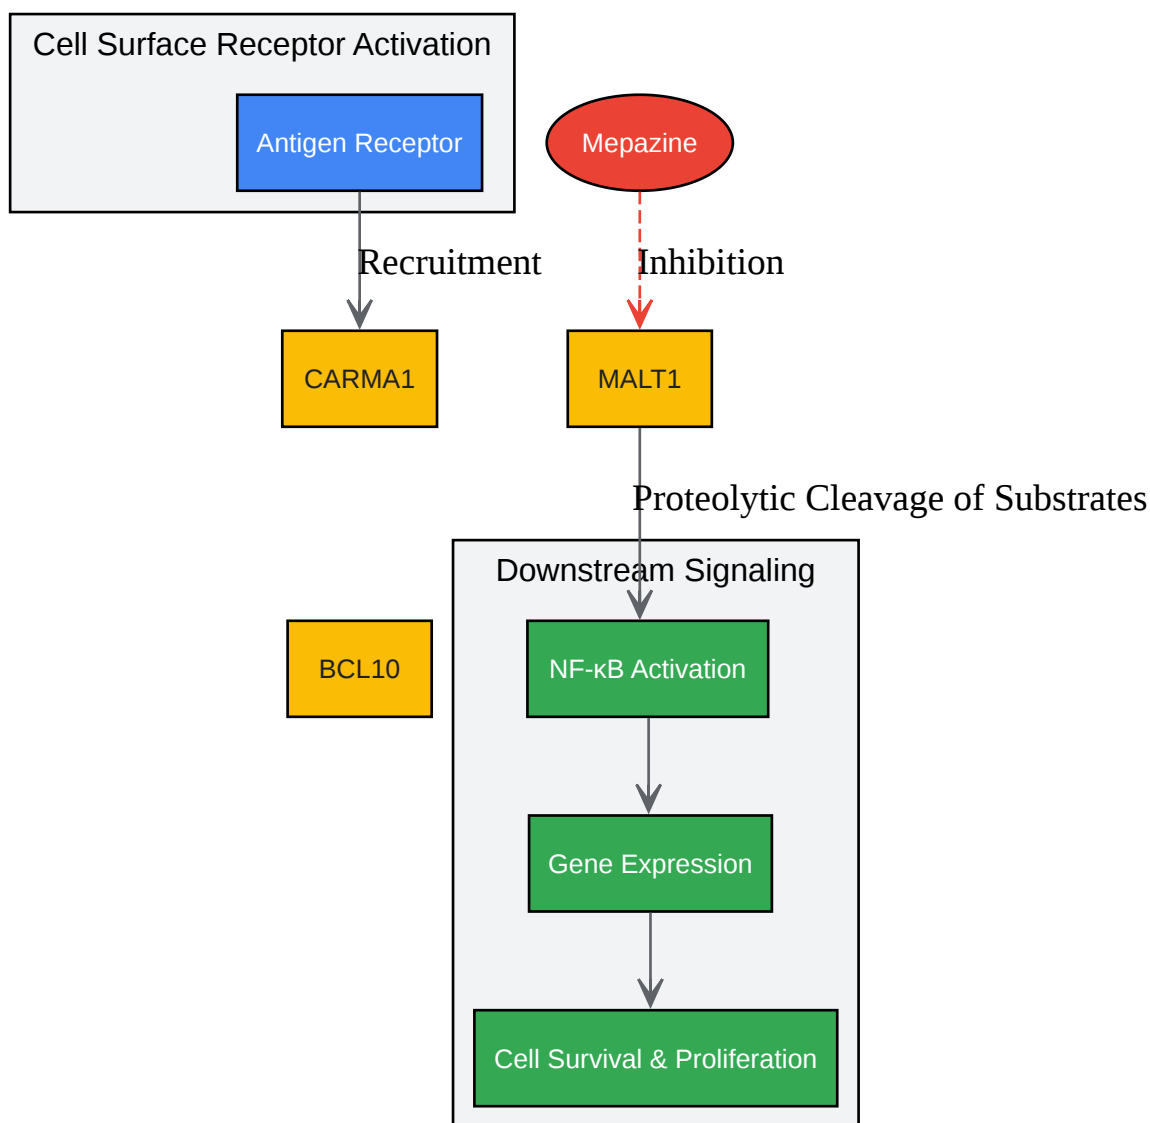 Cell Surface Receptor Activation
Antigen Receptor
Mepazine
Recruitment
Inhibition
CARMA1
MALT1
Proteolytic Cleavage of Substrates
Downstream Signaling
BCL10
NF-κB Activation
Gene Expression
Cell Survival & Proliferation